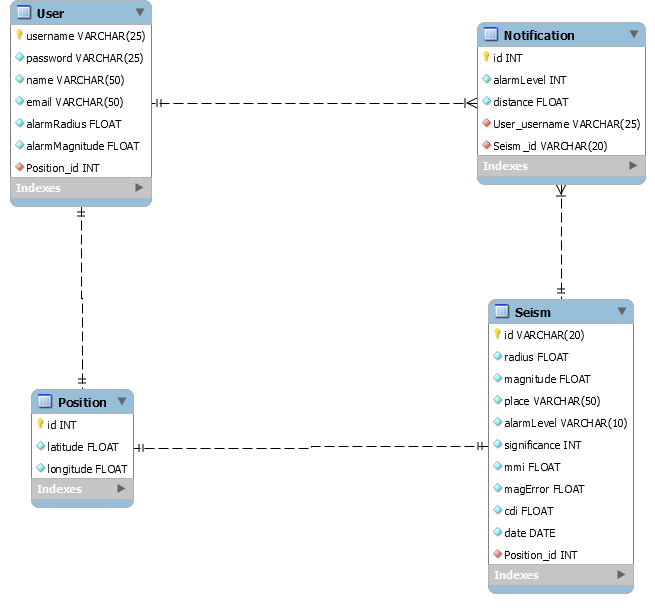 User
username VARCHAR(25)
password VARCHAR(25)
name VARCHAR(50)
email VARCHAR(50)
alarmRadius FLOAT
alarmMagnitude FLOAT
Position_id INT
Indexes
Notification
id INT
alarmLevel INT
distance FLOAT
User_username VARCHAR(25)
Seism_id VARCHAR(20)
Indexes
Position
id INT
latitude FLOAT
longitude FLOAT
Indexes
Seism
id VARCHAR(20)
radius FLOAT
magnitude FLOAT
place VARCHAR(50)
alarmLevel VARCHAR(10)
significance INT
mmi FLOAT
magError FLOAT
cdi FLOAT
date DATE
Position_id INT
Indexes